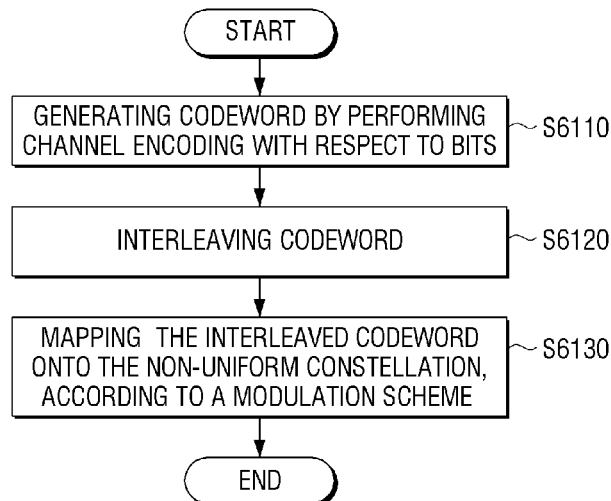 START
GENERATING CODEWORD BY PERFORMING
CHANNEL ENCODING WITH RESPECT TO BITS
S6110
INTERLEAVING CODEWORD
S6120
MAPPING THE INTERLEAVED CODEWORD
ONTO THE NON-UNIFORM CONSTELLATION,
ACCORDING TO A MODULATION SCHEME
S6130
END